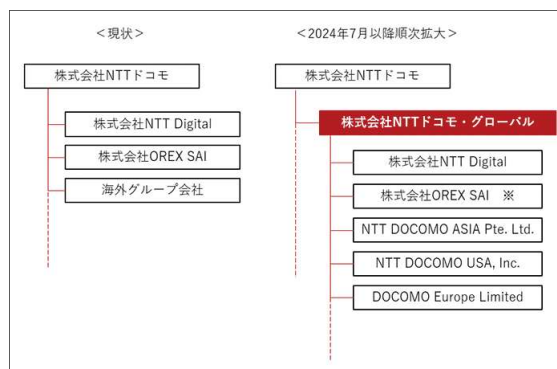 ＜現状＞
株式会社NTTドコモ
株式会社NTT Digital
株式会社OREX SAI
海外グループ会社
＜2024年7月以降順次拡大＞
株式会社NTTドコモ
株式会社NTTドコモ・グローバル
株式会社NTT Digital
株式会社OREX SAI　※
NTT DOCOMO ASIA Pte. Ltd.
NTT DOCOMO USA, Inc.
DOCOMO Europe Limited